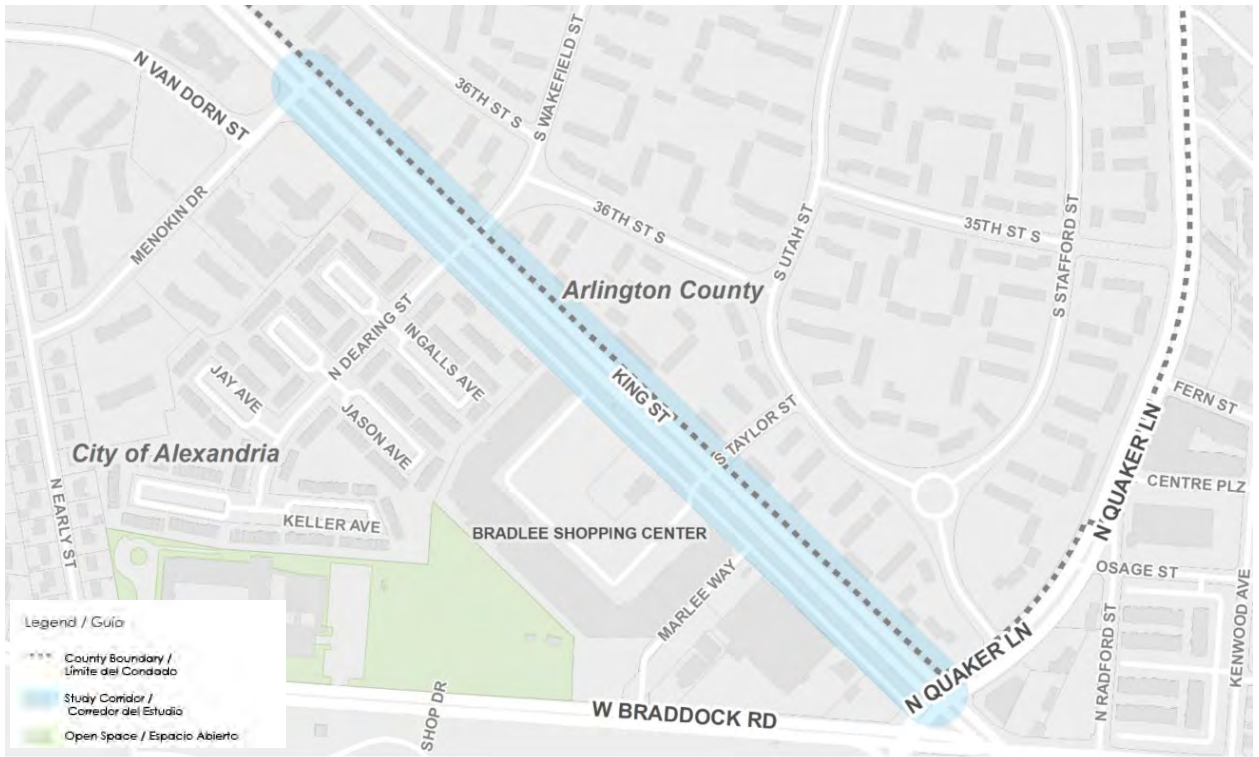 N VAN DORN ST
36TH ST S
S WAKEFIELD ST
MENOKIN DR
36TH ST S
S UTAH ST
35TH ST S
S STAFFORD ST
Arlington County
N DEARING ST
INGALLS AVE
JAY AVE
JASON AVE
KING ST
S TAYLOR ST
FERN ST
N QUAKER LN
City of Alexandria
N EARLY ST
KELLER AVE
BRADLEE SHOPPING CENTER
CENTRE PLZ
MARLEE WAY
OSAGE ST
N RADFORD ST
KENWOOD AVE
N QUAKER LN
W BRADDOCK RD
SHOP DR
Legend / Guía
County Boundary /
Límite del Condado
Study Corridor /
Corredor del Estudio
Open Space / Espacio Abierto